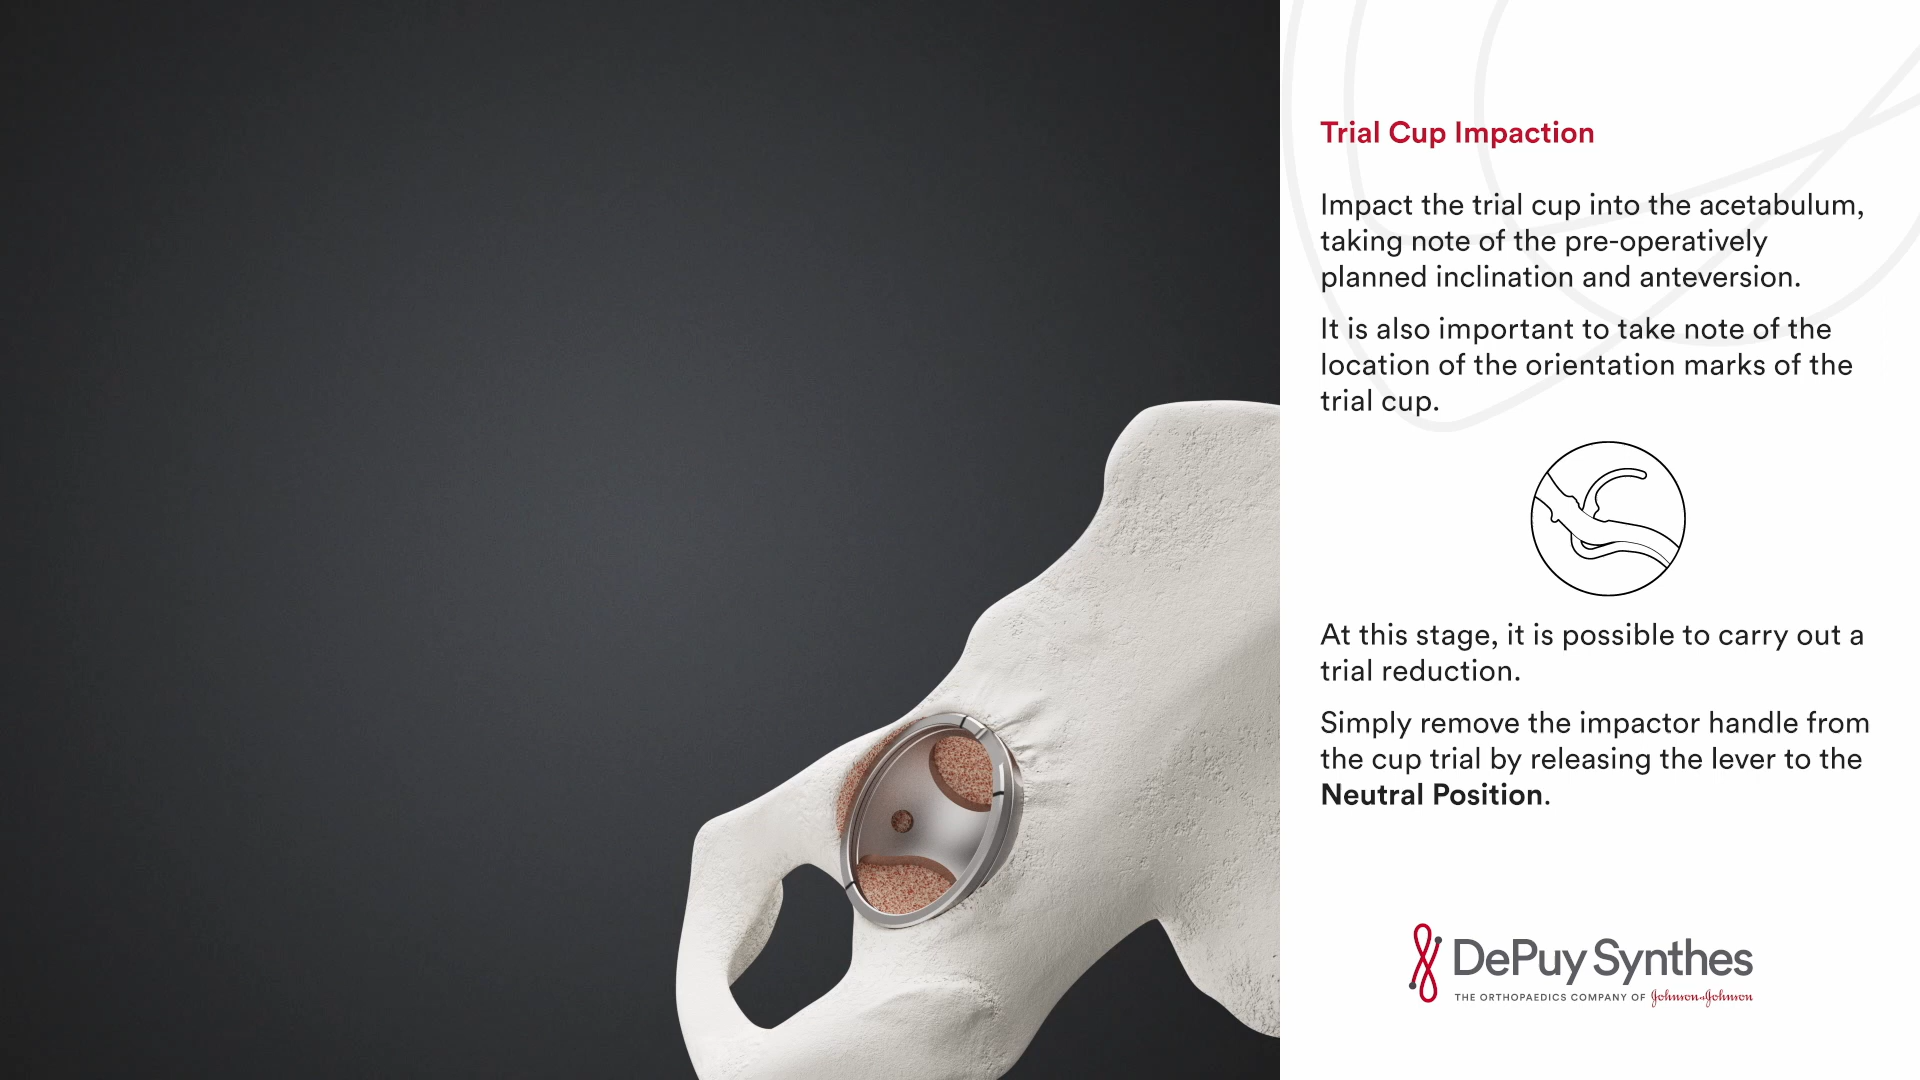 Trial Cup Impaction
Impact the trial cup into the acetabulum,
taking note of the pre-operatively
planned inclination and anteversion.
It is also important to take note of the
location of the orientation marks of the
trial cup.
At this stage, it is possible to carry out a
trial reduction.
Simply remove the impactor handle from
the cup trial by releasing the lever to the
Neutral Position.
DePuy Synthes
THE ORTHOPAEDICS COMPANY OF Johnson & Johnson